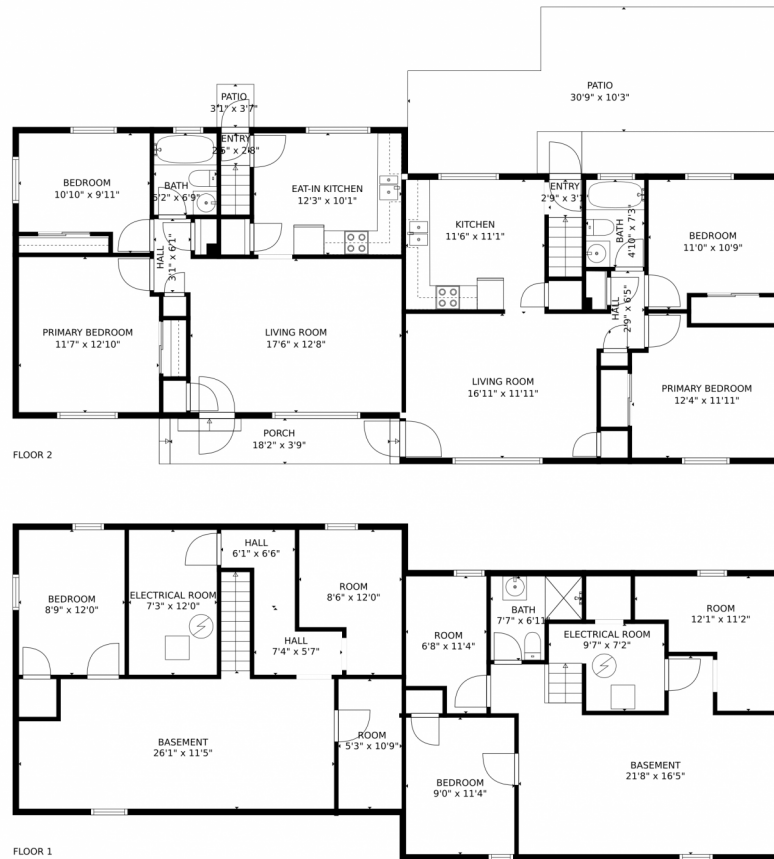 PATIO
30'9" x 10'3"
PATIO
3'1" x 3'7"
ENTRY
BEDROOM
10'10" x 9'11"
BATH
5'2" x 6'9"
EAT-IN KITCHEN
12'3" x 10'1"
KITCHEN
11'6" x 11'1"
ENTRY
BATH
4'10" x 7'3"
BEDROOM
11'0" x 10'9"
HALL
3'1" x 6'1"
HALL
2'9" x 6'5"
PRIMARY BEDROOM
11'7" x 12'10"
LIVING ROOM
17'6" x 12'8"
LIVING ROOM
16'11" x 11'11"
PRIMARY BEDROOM
12'4" x 11'11"
PORCH
18'2" x 3'9"
FLOOR 2
HALL
6'1" x 6'6"
BEDROOM
8'9" x 12'0"
ELECTRICAL ROOM
7'3" x 12'0"
ROOM
8'6" x 12'0"
HALL
7'4" x 5'7"
ROOM
6'8" x 11'4"
BATH
7'7" x 6'11"
ELECTRICAL ROOM
9'7" x 7'2"
ROOM
12'1" x 11'2"
BASEMENT
26'1" x 11'5"
ROOM
5'3" x 10'9"
BEDROOM
9'0" x 11'4"
BASEMENT
21'8" x 16'5"
FLOOR 1